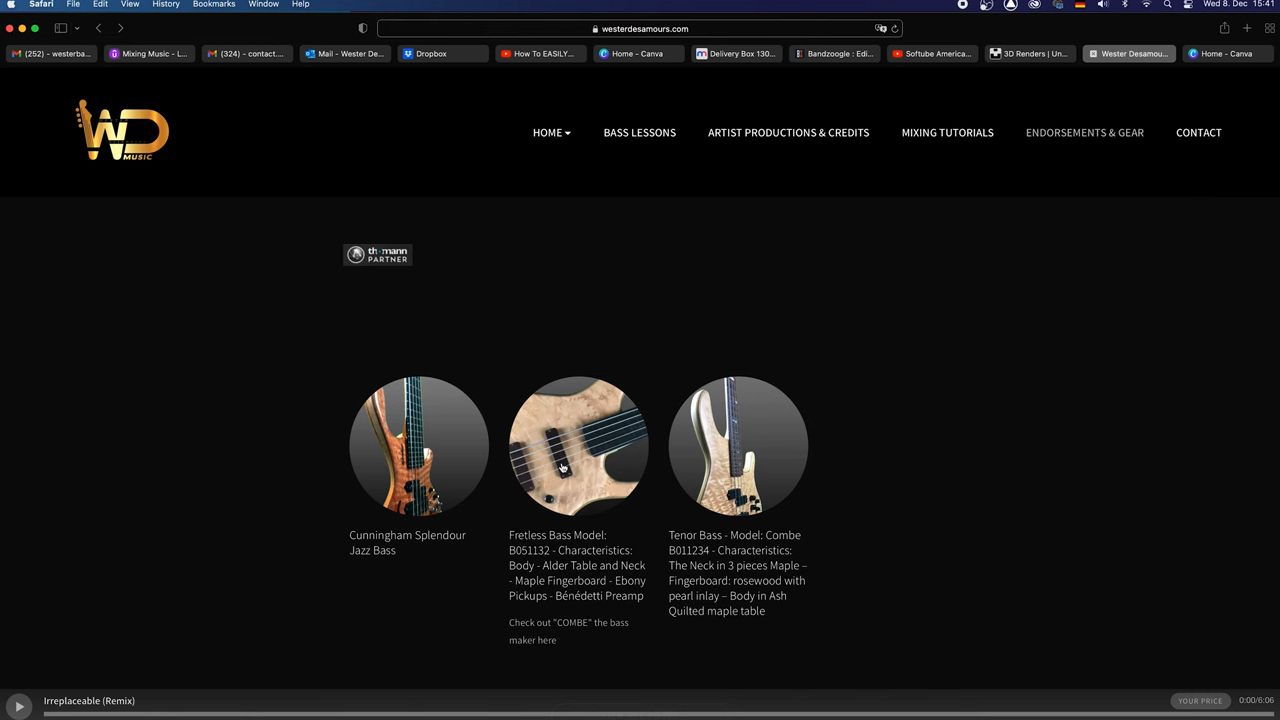 Safari File Edit View History Bookmarks Window Help
Wed 8. Dec 15:41
westerdesamours.com
(252) - westerba...
Mixing Music - L...
(324) - contact....
Mail - Wester De...
Dropbox
How To EASILY...
Home - Canva
Delivery Box 130...
Bandzoogle : Edi...
Softube America...
3D Renders | Un...
Wester Desamou...
Home - Canva
WD
MUSIC
HOME
BASS LESSONS
ARTIST PRODUCTIONS & CREDITS
MIXING TUTORIALS
ENDORSEMENTS & GEAR
CONTACT
th•mann
PARTNER
Cunningham Splendour
Jazz Bass
Fretless Bass Model:
B051132 - Characteristics:
Body - Alder Table and Neck
- Maple Fingerboard - Ebony
Pickups - Bénédetti Preamp
Check out "COMBE" the bass
maker here
Tenor Bass - Model: Combe
B011234 - Characteristics:
The Neck in 3 pieces Maple –
Fingerboard: rosewood with
pearl inlay – Body in Ash
Quilted maple table
Irreplaceable (Remix)
YOUR PRICE
0:00/6:06